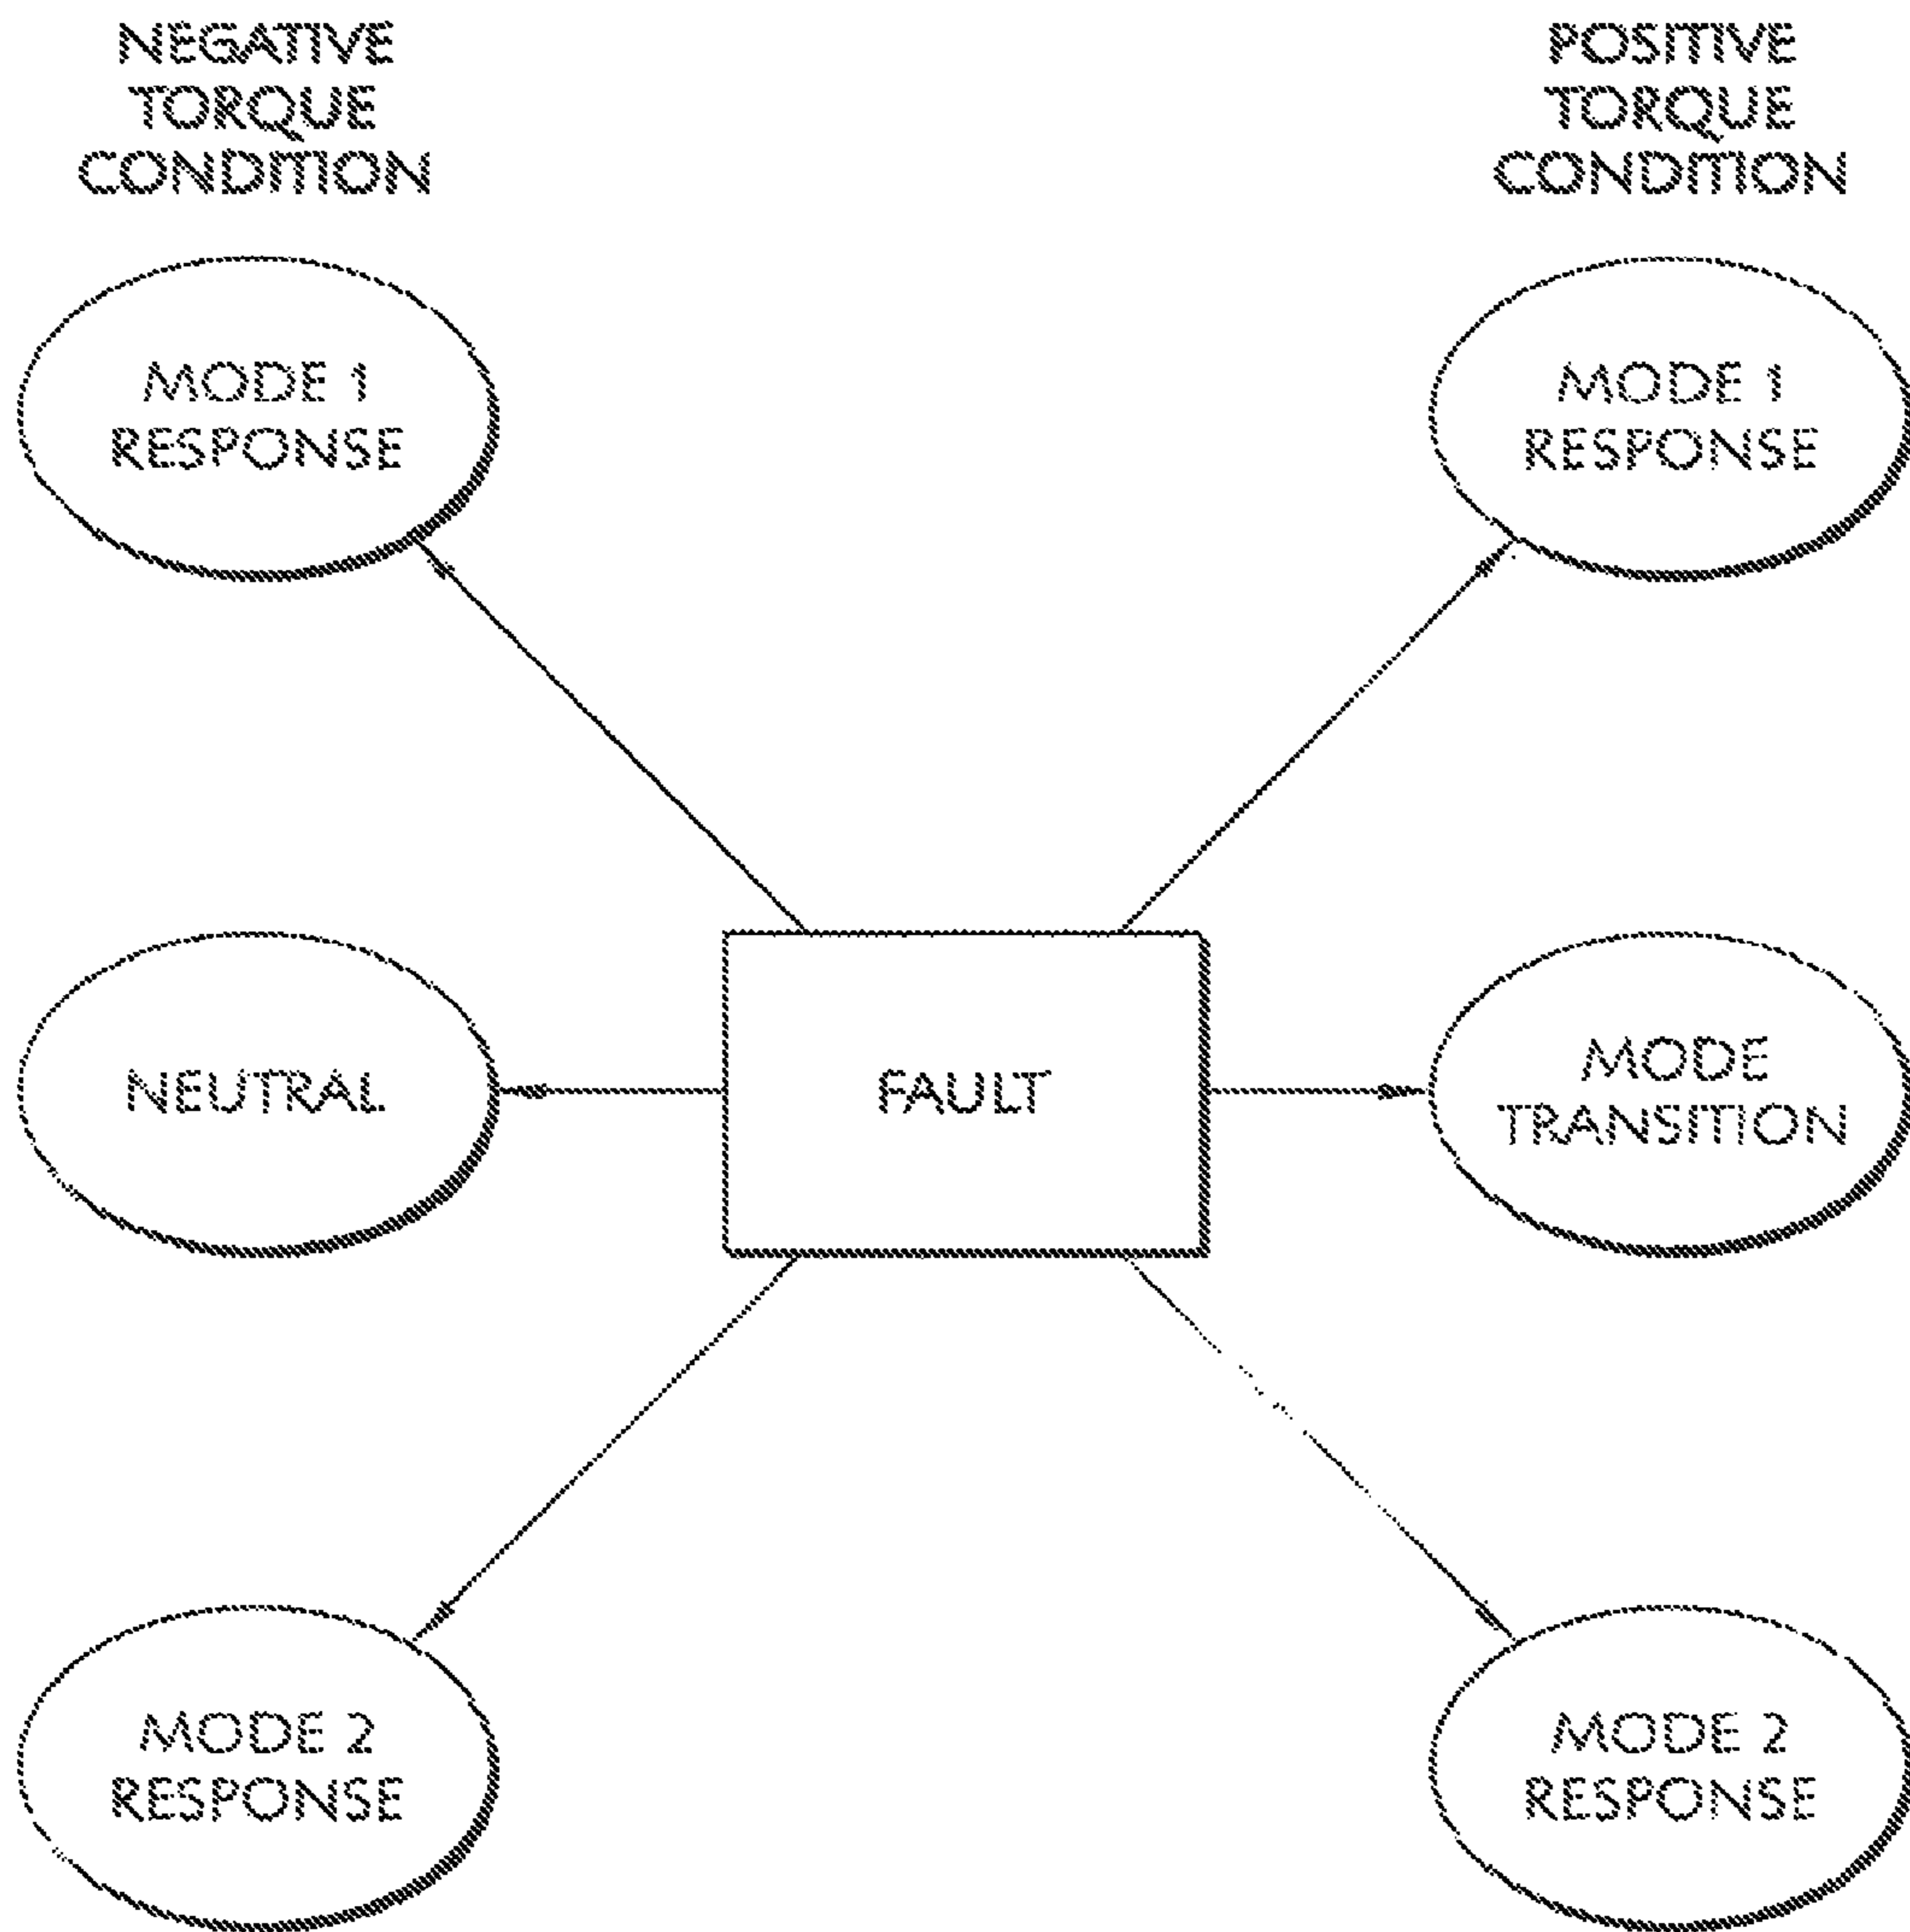 NEGATIVE
TORQUE
CONDITION
POSITIVE
TORQUE
CONDITION
MODE 1
RESPONSE
MODE 1
RESPONSE
NEUTRAL
FAULT
MODE
TRANSITION
MODE 2
RESPONSE
MODE 2
RESPONSE